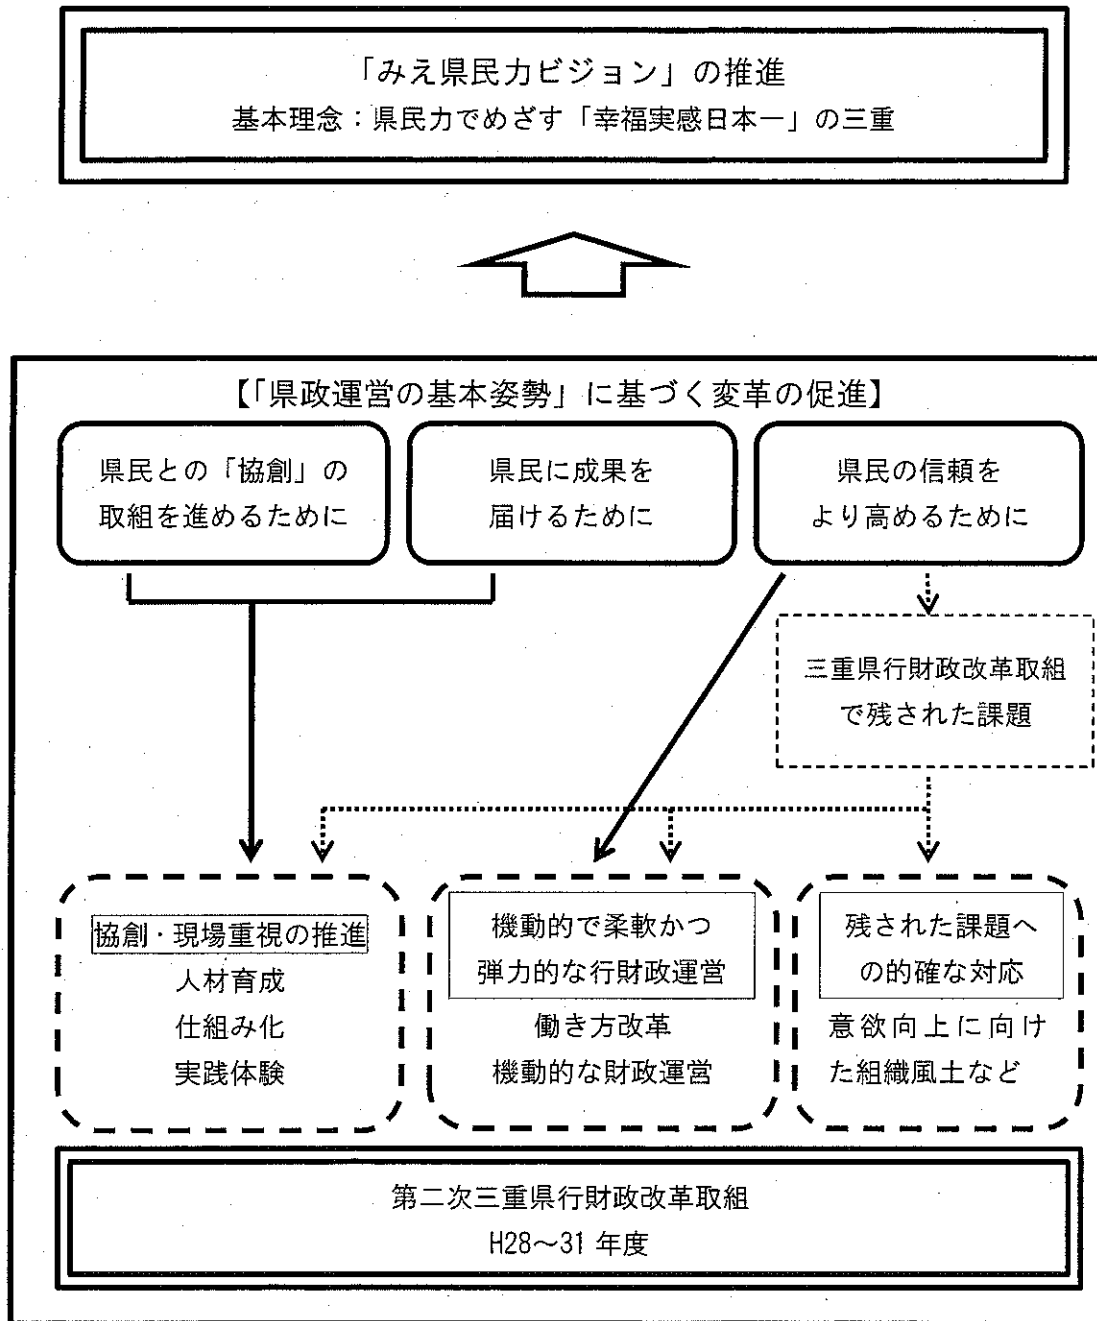 「みえ県民力ビジョン」の推進
基本理念：県民力でめざす「幸福実感日本一」の三重
【「県政運営の基本姿勢」に基づく変革の促進】
県民との「協創」の
取組を進めるために
県民に成果を
届けるために
県民の信頼を
より高めるために
三重県行財政改革取組
で残された課題
協創・現場重視の推進
人材育成
仕組み化
実践体験
機動的で柔軟かつ
弾力的な行財政運営
働き方改革
機動的な財政運営
残された課題へ
の的確な対応
意欲向上に向け
た組織風土など
第二次三重県行財政改革取組
H28～31 年度